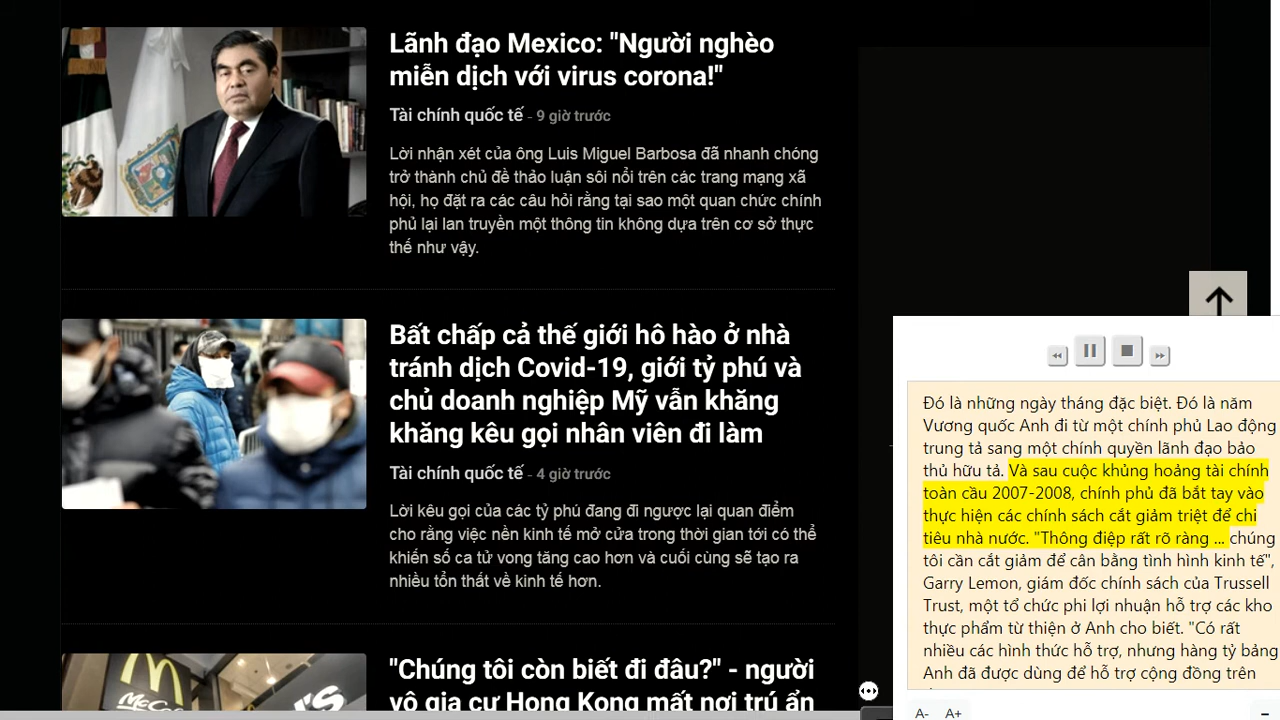 Lãnh đạo Mexico: "Người nghèo
miễn dịch với virus corona!"
Tài chính quốc tế - 9 giờ trước
Lời nhận xét của ông Luis Miguel Barbosa đã nhanh chóng
trở thành chủ đề thảo luận sôi nổi trên các trang mạng xã
hội, họ đặt ra các câu hỏi rằng tại sao một quan chức chính
phủ lại lan truyền một thông tin không dựa trên cơ sở thực
thế như vậy.
Bất chấp cả thế giới hô hào ở nhà
tránh dịch Covid-19, giới tỷ phú và
chủ doanh nghiệp Mỹ vẫn khăng
khăng kêu gọi nhân viên đi làm
Tài chính quốc tế - 4 giờ trước
Lời kêu gọi của các tỷ phú đang đi ngược lại quan điểm
cho rằng việc nền kinh tế mở cửa trong thời gian tới có thể
khiến số ca tử vong tăng cao hơn và cuối cùng sẽ tạo ra
nhiều tổn thất về kinh tế hơn.
"Chúng tôi còn biết đi đâu?" - người
vô gia cư Hong Kong mất nơi trú ẩn
Đó là những ngày tháng đặc biệt. Đó là năm
Vương quốc Anh đi từ một chính phủ Lao động
trung tả sang một chính quyền lãnh đạo bảo
thủ hữu tả. Và sau cuộc khủng hoảng tài chính
toàn cầu 2007-2008, chính phủ đã bắt tay vào
thực hiện các chính sách cắt giảm triệt để chi
tiêu nhà nước. "Thông điệp rất rõ ràng ... chúng
tôi cần cắt giảm để cân bằng tình hình kinh tế",
Garry Lemon, giám đốc chính sách của Trussell
Trust, một tổ chức phi lợi nhuận hỗ trợ các kho
thực phẩm từ thiện ở Anh cho biết. "Có rất
nhiều các hình thức hỗ trợ, nhưng hàng tỷ bảng
Anh đã được dùng để hỗ trợ cộng đồng trên
A- A+